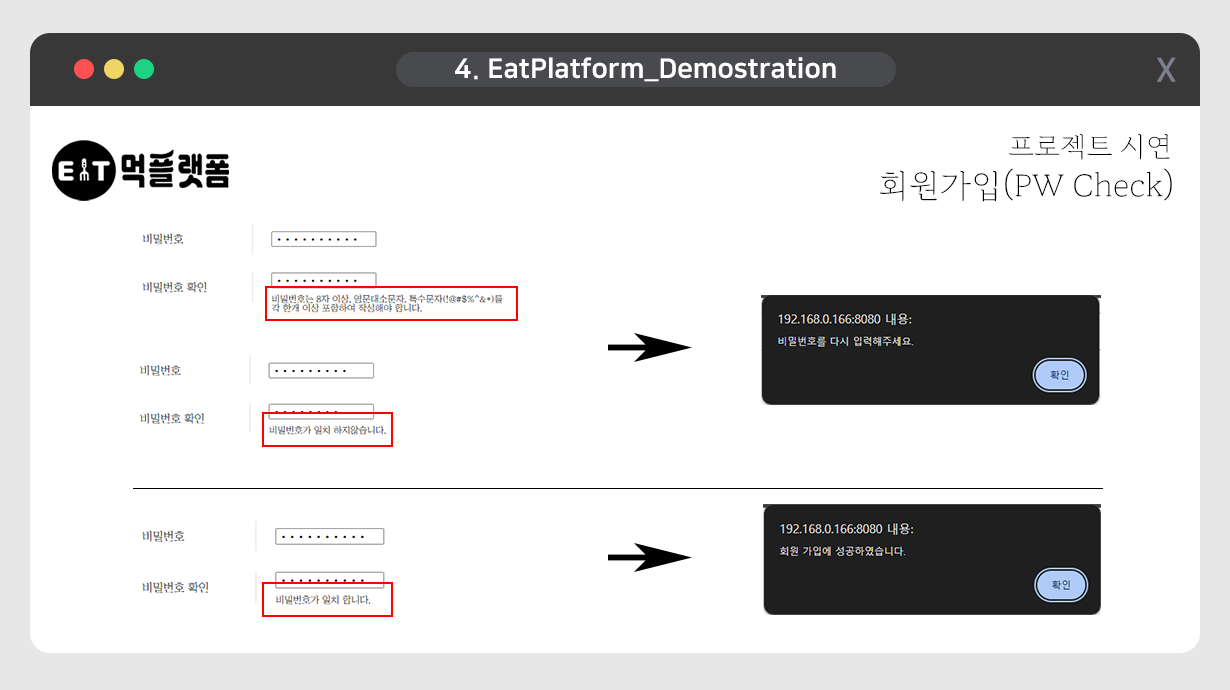 4. EatPlatform_Demostration
X
EAT 먹플랫폼
프로젝트 시연
회원가입(PW Check)
비밀번호
비밀번호 확인
비밀번호는 8자 이상, 영문대소문자, 특수문자(!@#$%^&*)를
각 한개 이상 포함하여 작성해야 합니다.
192.168.0.166:8080 내용:
비밀번호를 다시 입력해주세요.
확인
비밀번호
비밀번호 확인
비밀번호가 일치 하지않습니다.
비밀번호
비밀번호 확인
비밀번호가 일치 합니다.
192.168.0.166:8080 내용:
회원 가입에 성공하였습니다.
확인